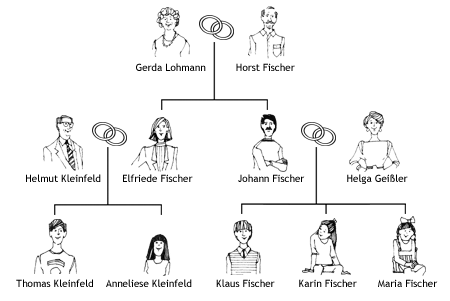 Gerda Lohmann
Horst Fischer
Helmut Kleinfeld
Elfriede Fischer
Johann Fischer
Helga Geißler
Thomas Kleinfeld
Anneliese Kleinfeld
Klaus Fischer
Karin Fischer
Maria Fischer